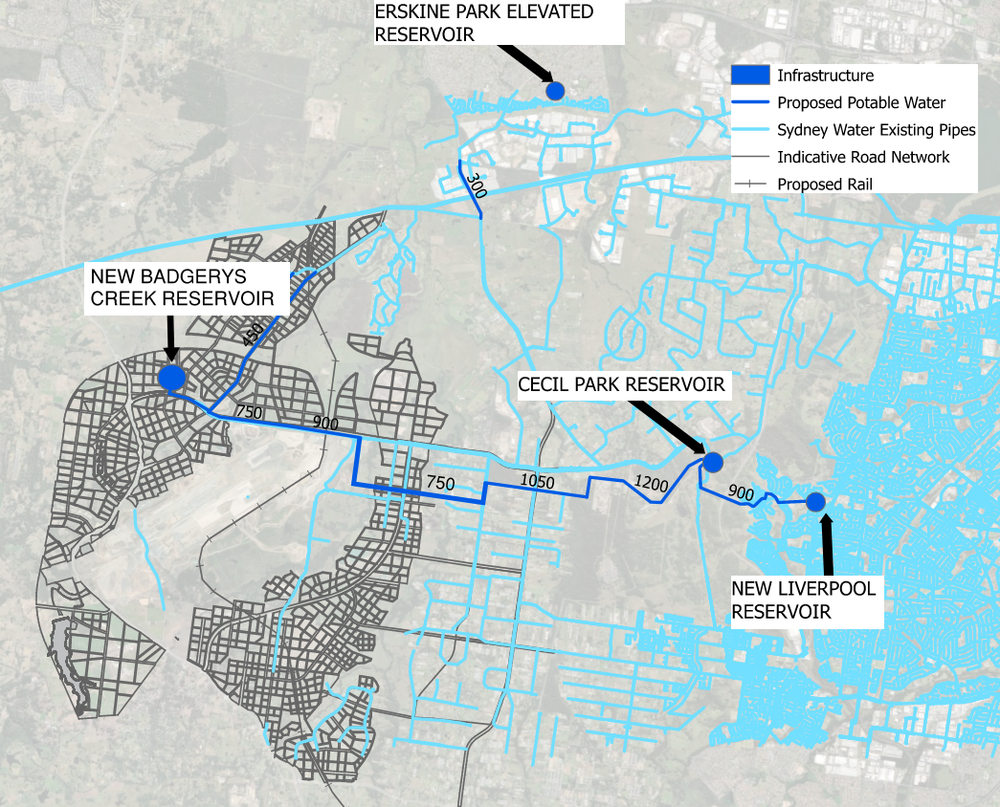 ERSKINE PARK ELEVATED
RESERVOIR
Infrastructure
Proposed Potable Water
Sydney Water Existing Pipes
Indicative Road Network
Proposed Rail
300
NEW BADGERYS
CREEK RESERVOIR
450
CECIL PARK RESERVOIR
750
900
750
1050
1200
900
NEW LIVERPOOL
RESERVOIR